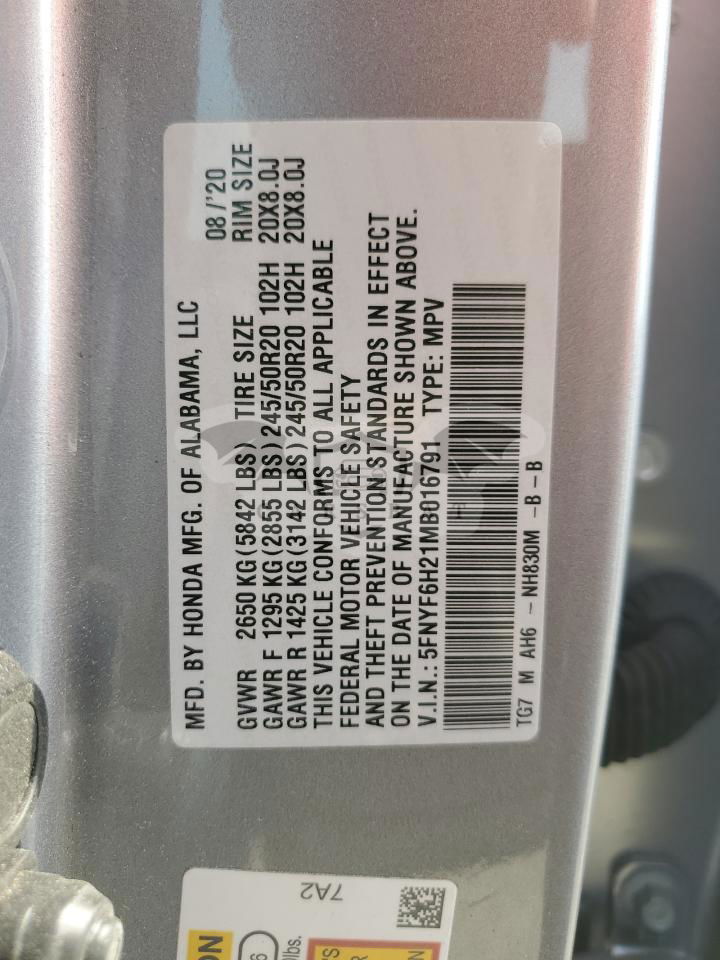 MFD. BY HONDA MFG. OF ALABAMA, LLC 08/'20
GVWR 2650 KG(5842 LBS) TIRE SIZE RIM SIZE
GAWR F 1295 KG(2855 LBS)245/50R20 102H 20X8.0J
GAWR R 1425 KG(3142 LBS)245/50R20 102H 20X8.0J
THIS VEHICLE CONFORMS TO ALL APPLICABLE
FEDERAL MOTOR VEHICLE SAFETY
AND THEFT PREVENTION STANDARDS IN EFFECT
ON THE DATE OF MANUFACTURE SHOWN ABOVE.
V.I.N.: 5FNYF6H21MB016791 TYPE: MPV
TG7 M AH6 - NH830M -B -B
7A2
lbs.